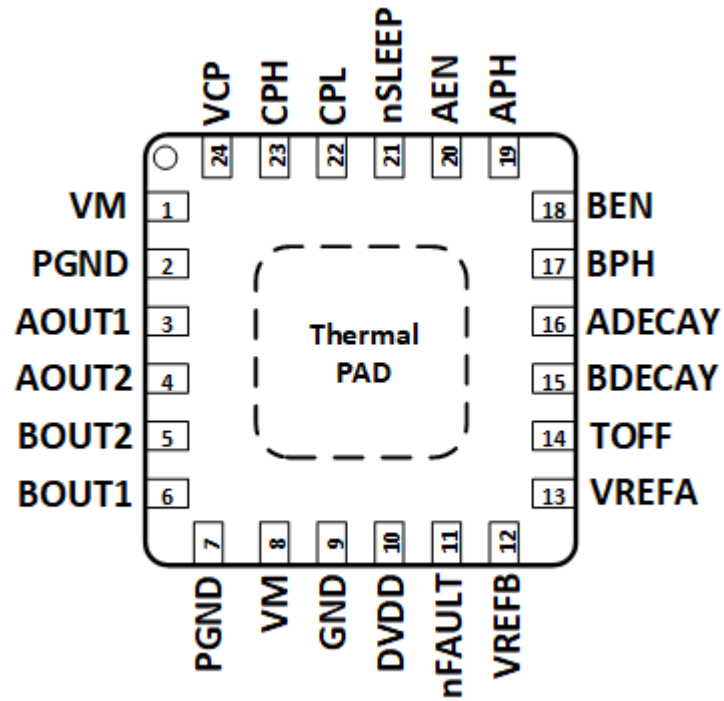 VCP
CPH
CPL
nSLEEP
AEN
APH
24
23
22
21
20
19
VM 1
18 BEN
PGND 2
17 BPH
AOUT1 3
16 ADECAY
Thermal
PAD
AOUT2 4
15 BDECAY
BOUT2 5
14 TOFF
BOUT1 6
13 VREFA
7
8
9
10
11
12
PGND
VM
GND
DVDD
nFAULT
VREFB